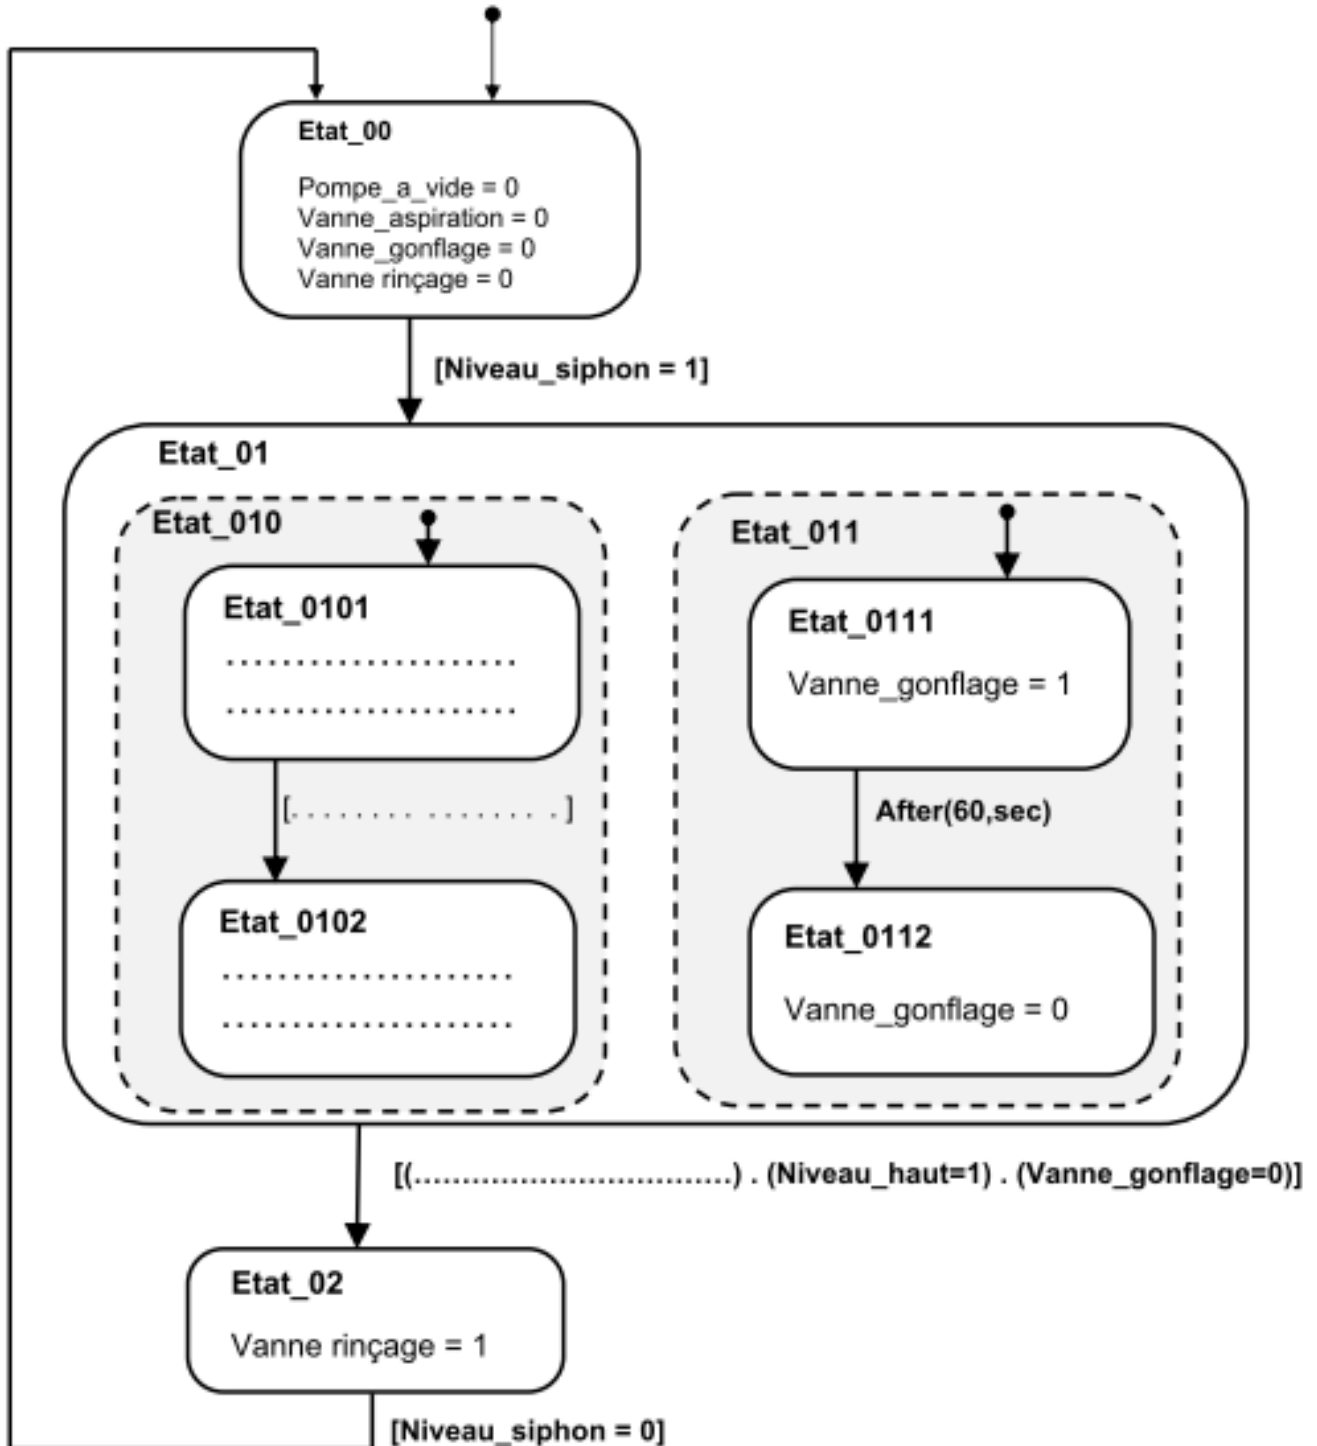 Etat_00
Pompe_a_vide = 0
Vanne_aspiration = 0
Vanne_gonflage = 0
Vanne rinçage = 0
[Niveau_siphon = 1]
Etat_01
Etat_010
Etat_0101
.........................
.........................
[. . . . . . . . . . . . . . . . ]
Etat_0102
.........................
.........................
Etat_011
Etat_0111
Vanne_gonflage = 1
After(60,sec)
Etat_0112
Vanne_gonflage = 0
[(.................................) . (Niveau_haut=1) . (Vanne_gonflage=0)]
Etat_02
Vanne rinçage = 1
[Niveau_siphon = 0]